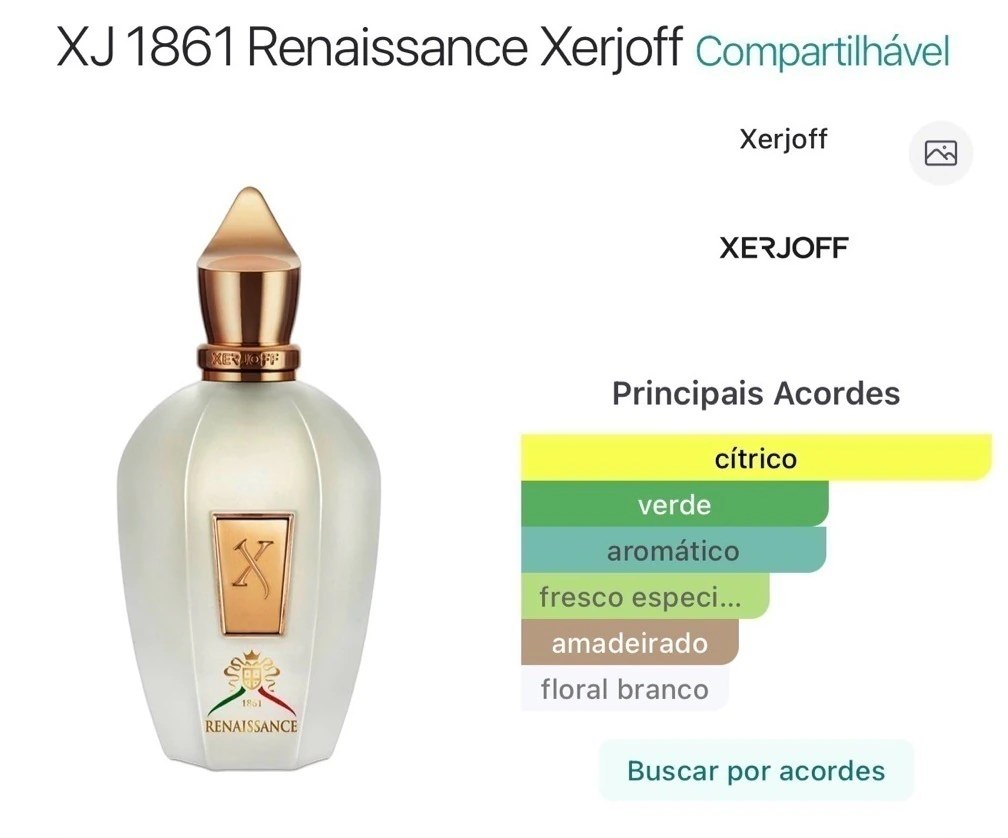 XJ 1861 Renaissance Xerjoff Compartilhável
Xerjoff
XERJOFF
XERJOFF
X
1861
RENAISSANCE
Principais Acordes
cítrico
verde
aromático
fresco especi...
amadeirado
floral branco
Buscar por acordes